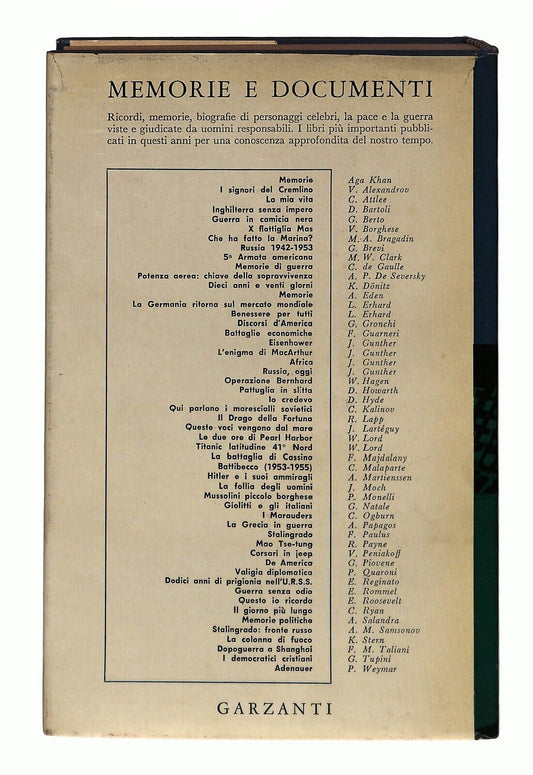 MEMORIE E DOCUMENTI
Ricordi, memorie, biografie di personaggi celebri, la pace e la guerra
viste e giudicate da uomini responsabili. I libri più importanti pubbli-
cati in questi anni per una conoscenza approfondita del nostro tempo.
Memorie Aga Khan
I signori del Cremlino V. Alexandrov
La mia vita C. Attlee
Inghilterra senza impero D. Bartoli
Guerra in camicia nera G. Berto
X flottiglia Mas V. Borghese
Che ha fatto la Marina? M. A. Bragadin
Russia 1942-1953 G. Brevi
5ª Armata americana M. W. Clark
Memorie di guerra C. de Gaulle
Potenza aerea: chiave della sopravvivenza A. P. De Seversky
Dieci anni e venti giorni K. Dönitz
Memorie A. Eden
La Germania ritorna sul mercato mondiale L. Erhard
Benessere per tutti L. Erhard
Discorsi d'America G. Gronchi
Battaglie economiche F. Guarneri
Eisenhower J. Gunther
L'enigma di MacArthur J. Gunther
Africa J. Gunther
Russia, oggi J. Gunther
Operazione Bernhard W. Hagen
Pattuglia in slitta D. Howarth
Io credevo D. Hyde
Qui parlano i marescialli sovietici C. Kalinov
Il Drago della Fortuna R. Lapp
Queste voci vengono dal mare J. Lartéguy
Le due ore di Pearl Harbor W. Lord
Titanic latitudine 41° Nord W. Lord
La battaglia di Cassino F. Majdalany
Battibecco (1953-1955) C. Malaparte
Hitler e i suoi ammiragli A. Martienssen
La follia degli uomini J. Moch
Mussolini piccolo borghese P. Monelli
Giolitti e gli italiani G. Natale
I Marauders C. Ogburn
La Grecia in guerra A. Papagos
Stalingrado F. Paulus
Mao Tse-tung R. Payne
Corsari in jeep V. Peniakoff
De America G. Piovene
Valigia diplomatica P. Quaroni
Dodici anni di prigionia nell'U.R.S.S. E. Reginato
Guerra senza odio E. Rommel
Questo io ricordo E. Roosevelt
Il giorno più lungo C. Ryan
Memorie politiche A. Salandra
Stalingrado: fronte russo A. M. Samsonov
La colonna di fuoco K. Stern
Dopoguerra a Shanghai F. M. Taliani
I democratici cristiani G. Tupini
Adenauer P. Weymar
GARZANTI